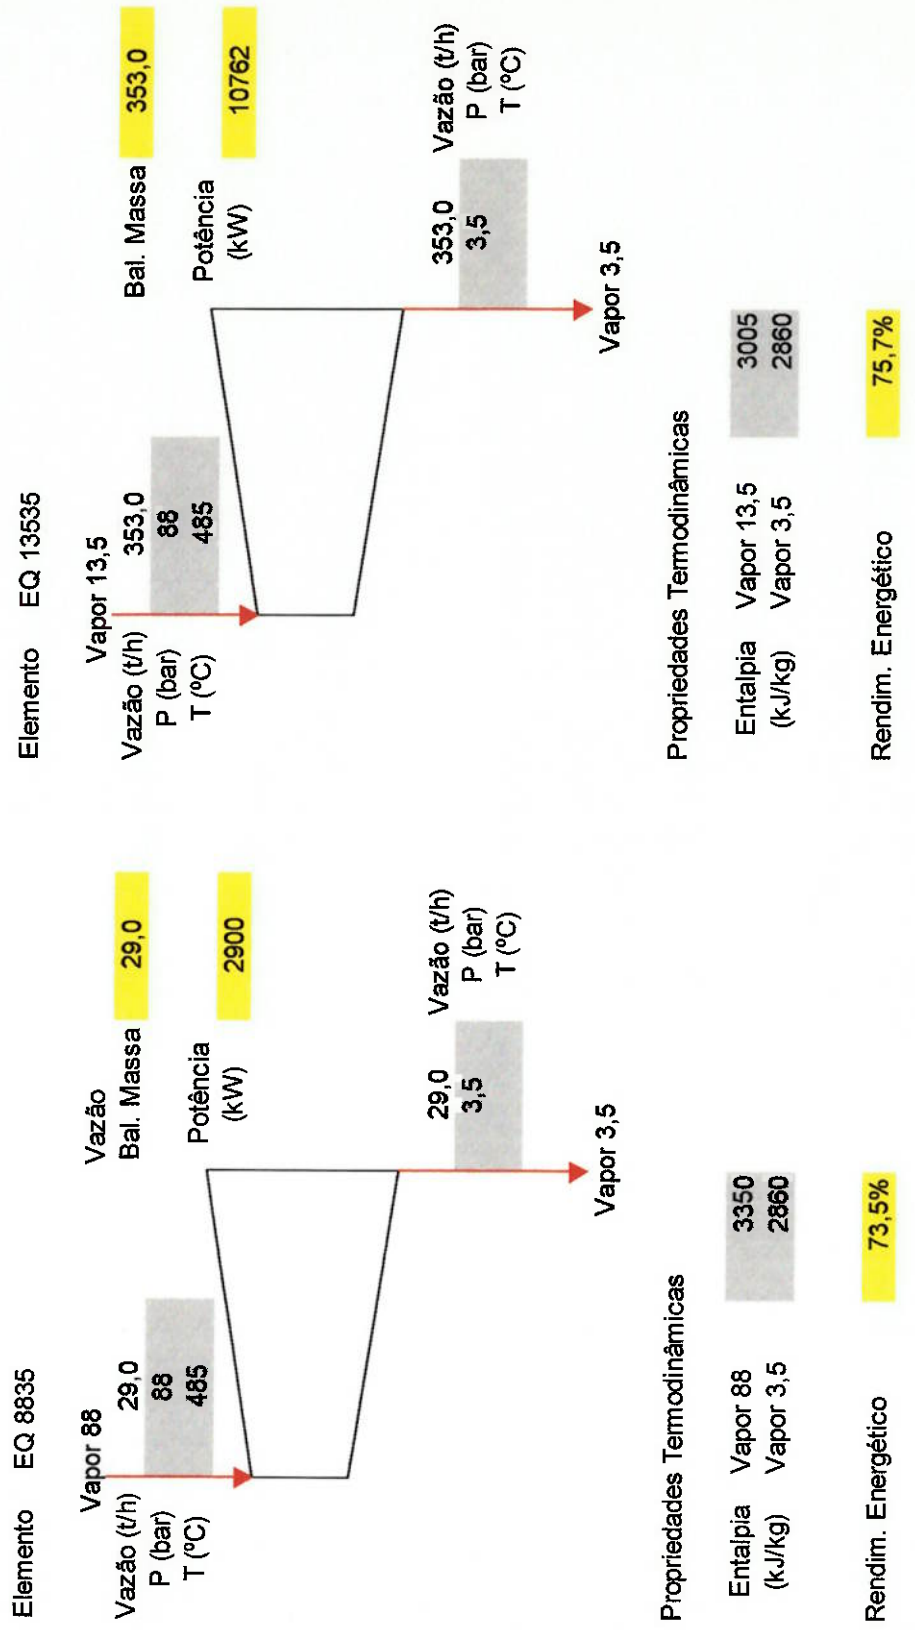 Elemento EQ 8835
Vapor 88
Vazão (t/h) 29,0
P (bar) 88
T (ºC) 485
Vazão
Bal. Massa 29,0
Potência 2900
(kW)
29,0 Vazão (t/h)
3,5 P (bar)
T (ºC)
Vapor 3,5
Propriedades Termodinâmicas
Entalpia Vapor 88 3350
(kJ/kg) Vapor 3,5 2860
Rendim. Energético 73,5%
Elemento EQ 13535
Vapor 13,5
Vazão (t/h) 353,0
P (bar) 88
T (ºC) 485
Bal. Massa 353,0
Potência 10762
(kW)
353,0 Vazão (t/h)
3,5 P (bar)
T (ºC)
Vapor 3,5
Propriedades Termodinâmicas
Entalpia Vapor 13,5 3005
(kJ/kg) Vapor 3,5 2860
Rendim. Energético 75,7%